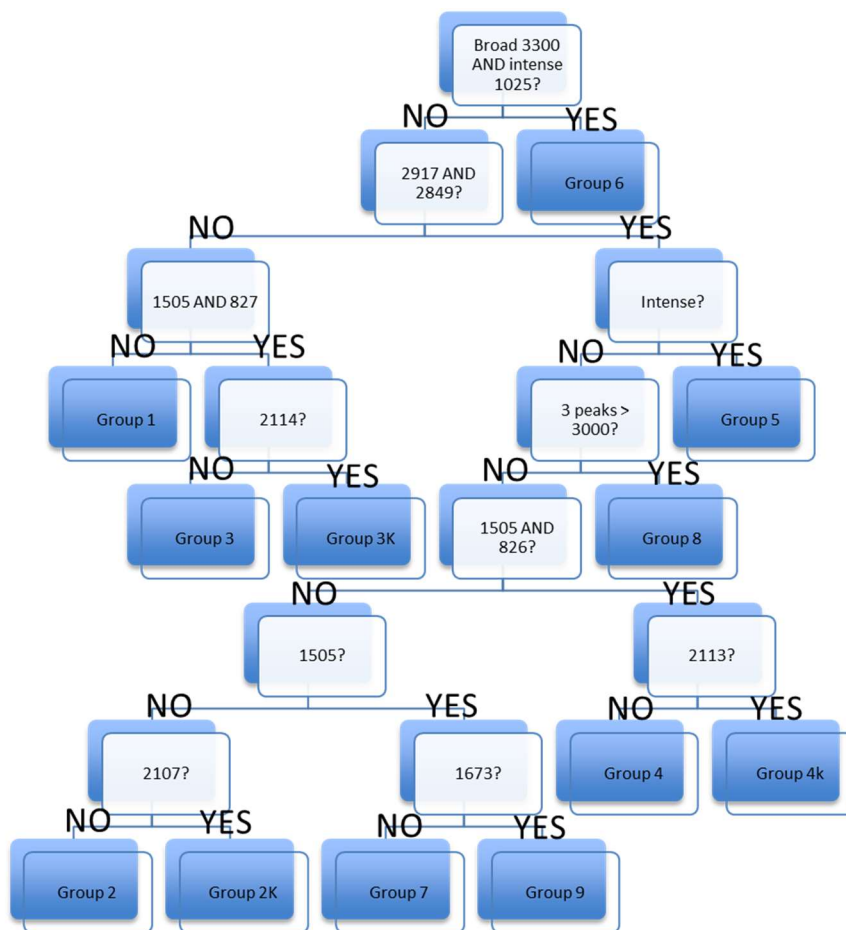 Broad 3300
AND intense
1025?
NO
YES
2917 AND
2849?
Group 6
NO
YES
1505 AND 827
Intense?
NO
YES
NO
YES
Group 1
2114?
3 peaks >
3000?
Group 5
NO
YES
NO
YES
Group 3
Group 3K
1505 AND
826?
Group 8
NO
YES
1505?
2113?
NO
YES
NO
YES
2107?
1673?
Group 4
Group 4k
NO
YES
NO
YES
Group 2
Group 2K
Group 7
Group 9